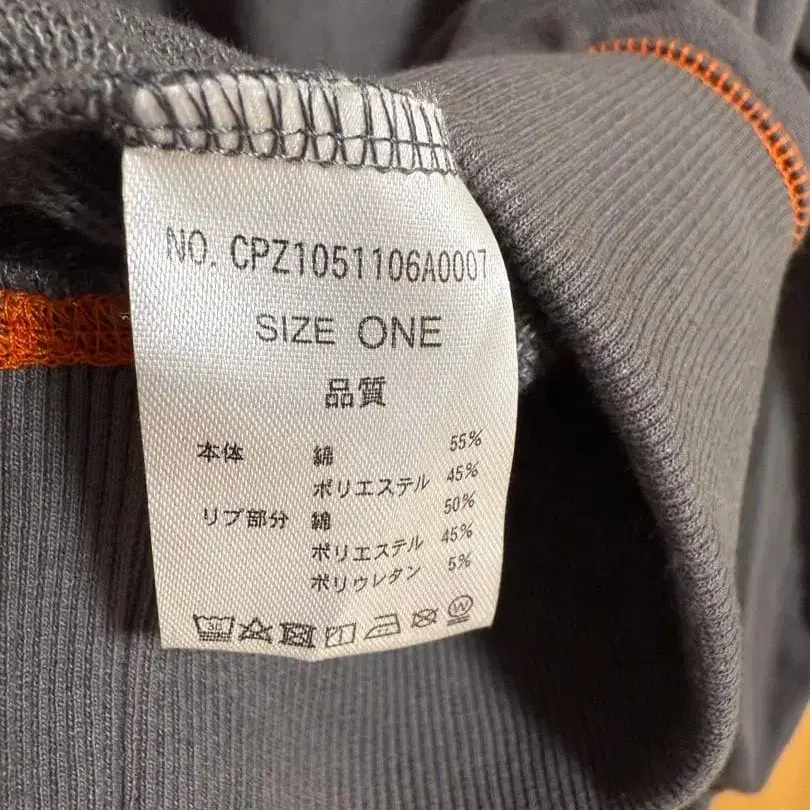 NO. CPZ1051106A0007
SIZE ONE
品質
本体 綿 55%
ポリエステル 45%
リブ部分 綿 50%
ポリエステル 45%
ポリウレタン 5%
30
W